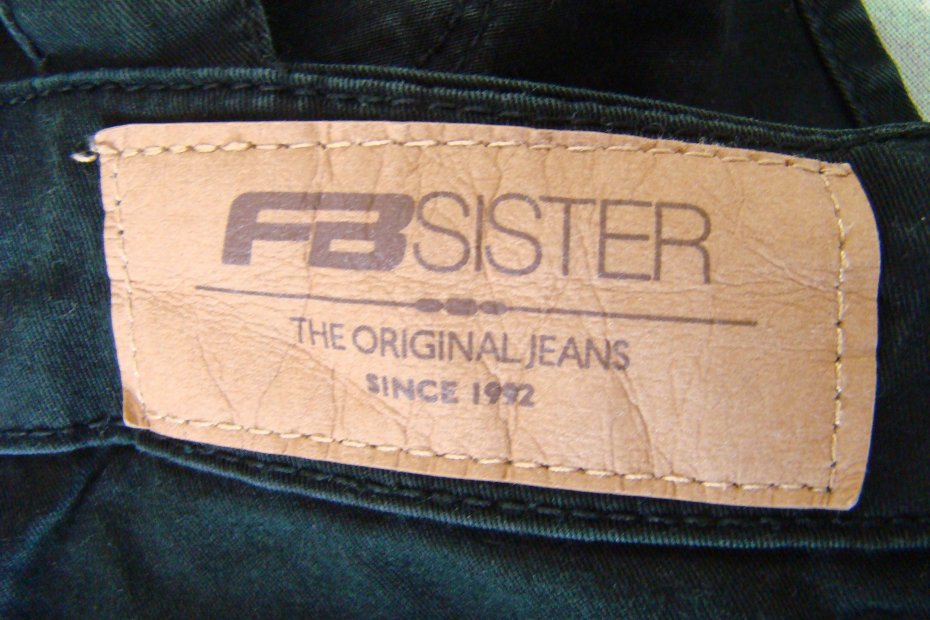 FBSISTER
THE ORIGINAL JEANS
SINCE 1992